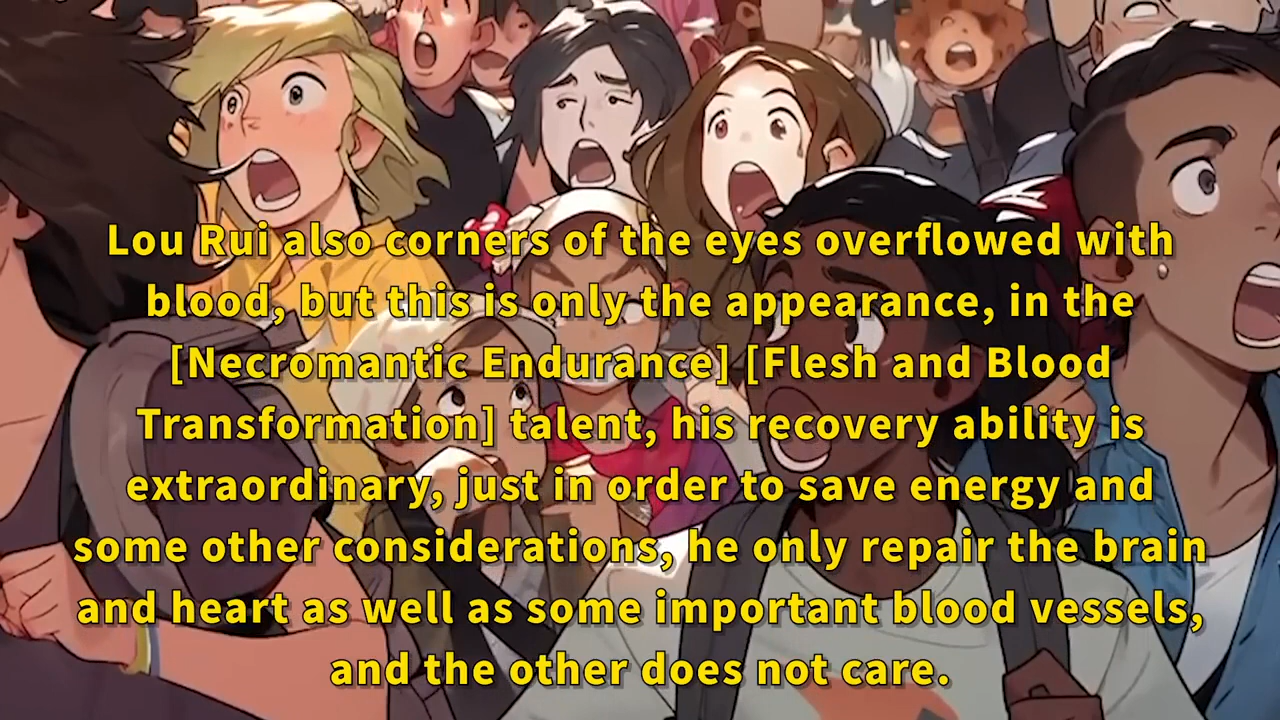 Lou Rui also corners of the eyes overflowed with
blood, but this is only the appearance, in the
[Necromantic Endurance] [Flesh and Blood
Transformation] talent, his recovery ability is
extraordinary, just in order to save energy and
some other considerations, he only repair the brain
and heart as well as some important blood vessels,
and the other does not care.